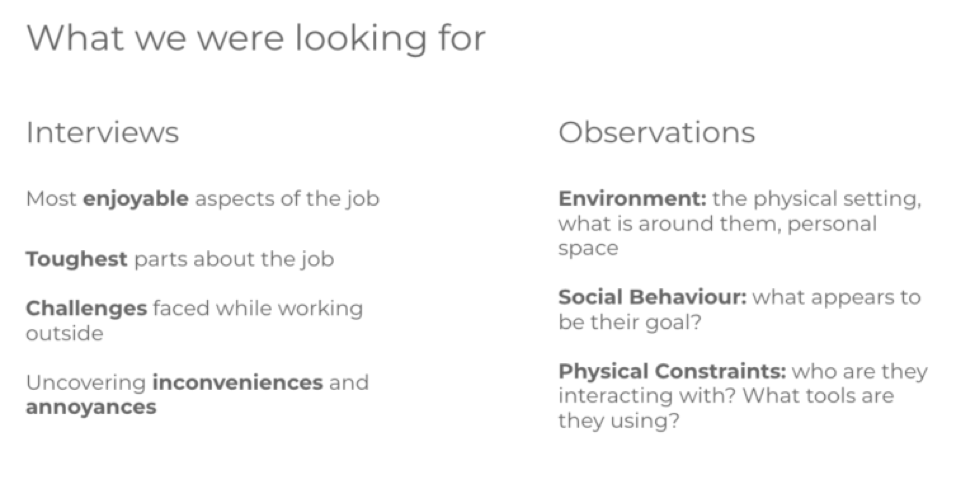 What we were looking for
Interviews
Most enjoyable aspects of the job
Toughest parts about the job
Challenges faced while working
outside
Uncovering inconveniences and
annoyances
Observations
Environment: the physical setting,
what is around them, personal
space
Social Behaviour: what appears to
be their goal?
Physical Constraints: who are they
interacting with? What tools are
they using?